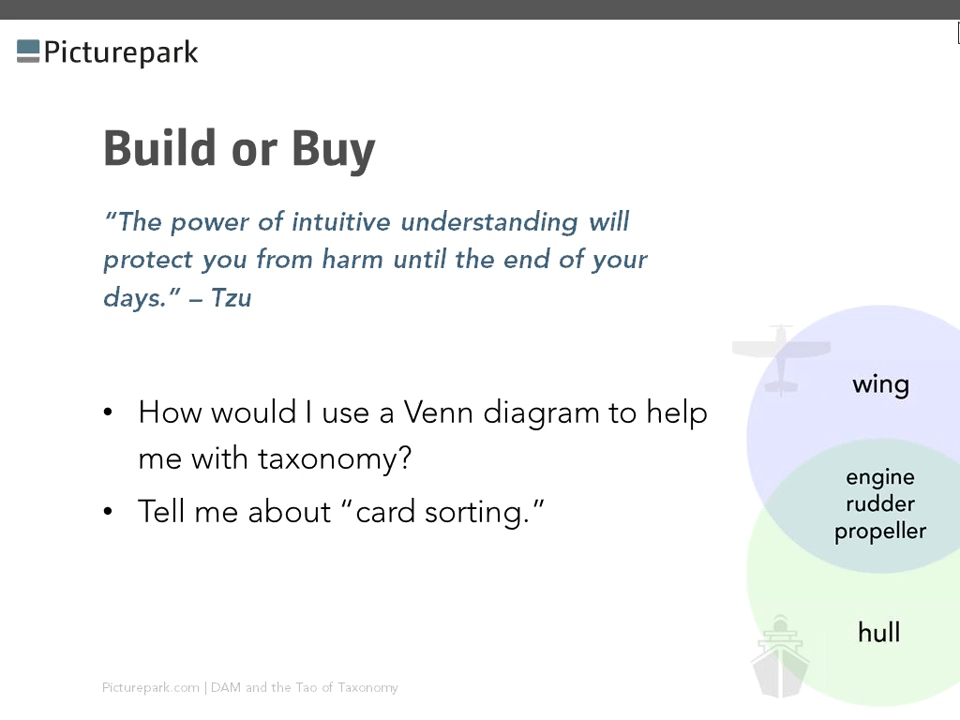 Picturepark
Build or Buy
“The power of intuitive understanding will
protect you from harm until the end of your
days.” – Tzu
• How would I use a Venn diagram to help
me with taxonomy?
• Tell me about “card sorting.”
wing
engine
rudder
propeller
hull
Picturepark.com | DAM and the Tao of Taxonomy